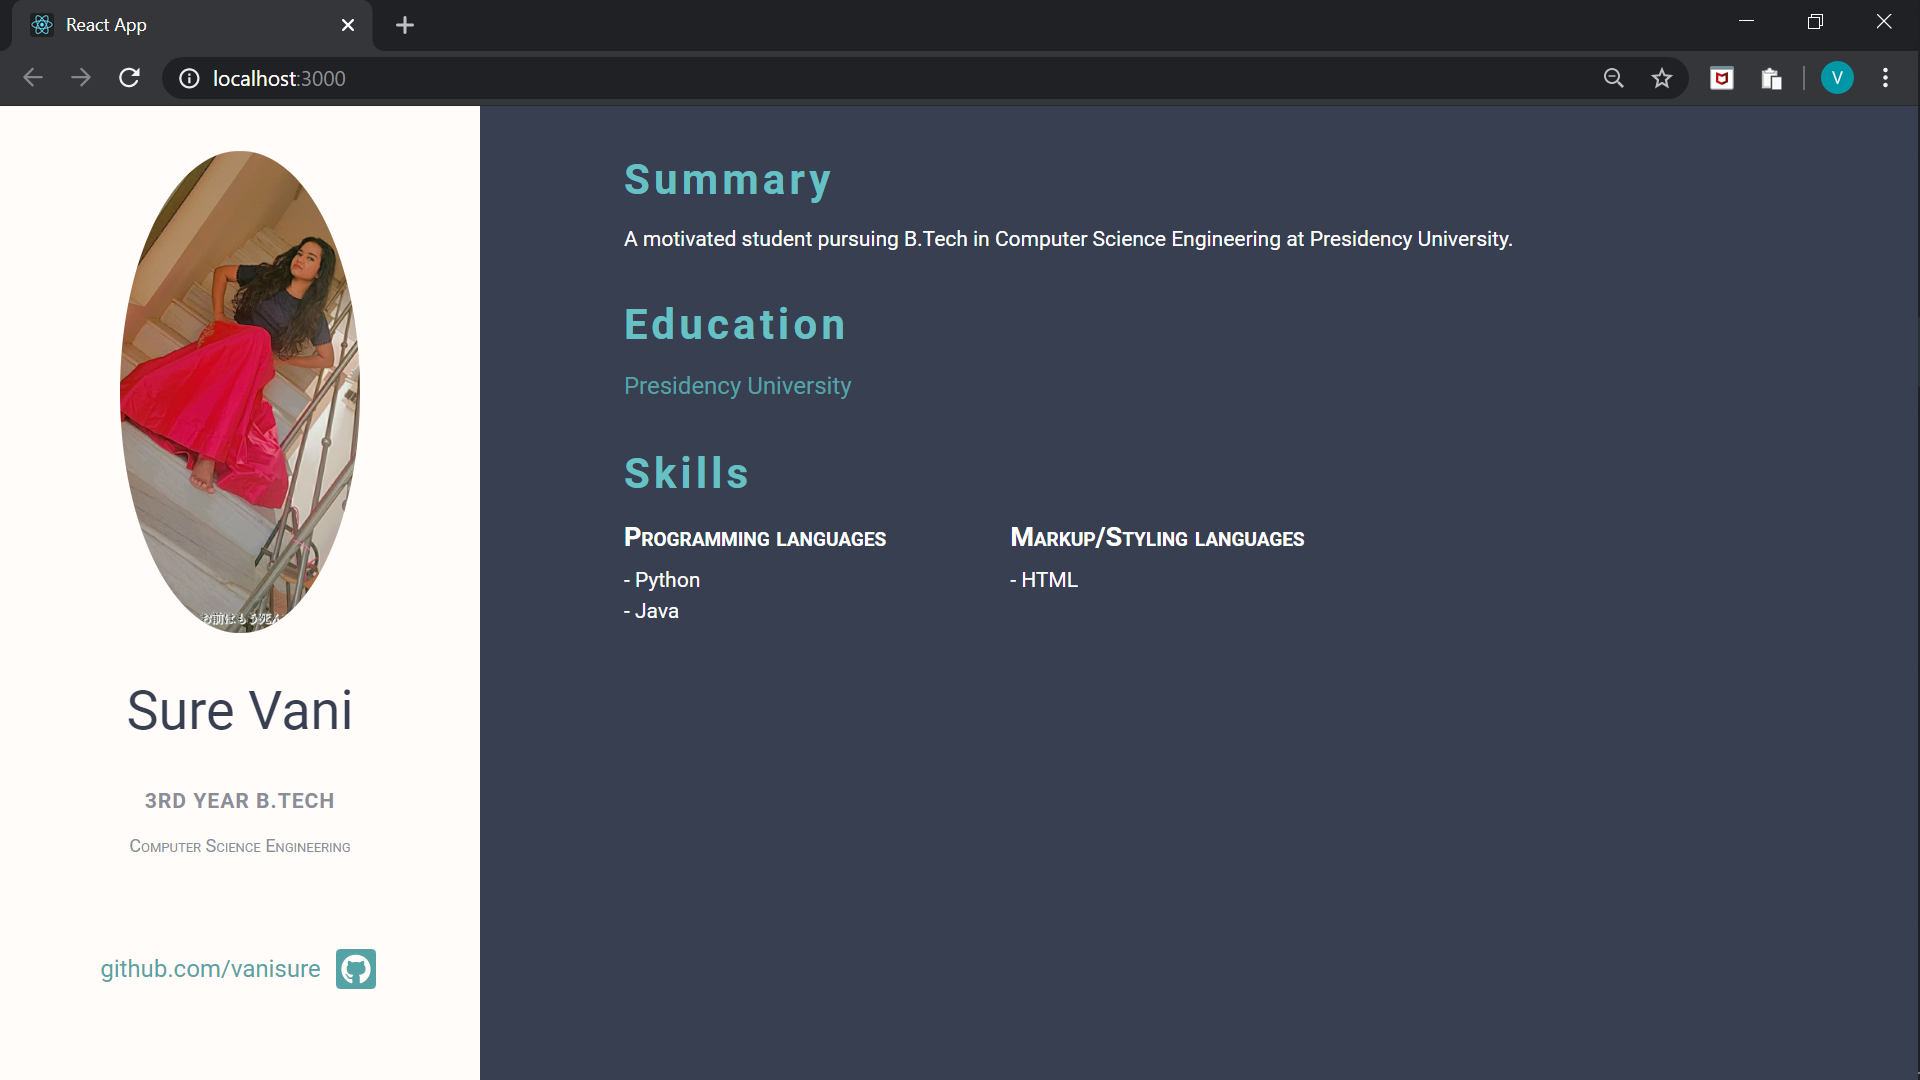 React App
localhost:3000
V
Summary
A motivated student pursuing B.Tech in Computer Science Engineering at Presidency University.
Education
Presidency University
Skills
Programming languages
- Python
- Java
Markup/Styling languages
- HTML
お前はもう死ん
Sure Vani
3RD YEAR B.TECH
Computer Science Engineering
github.com/vanisure